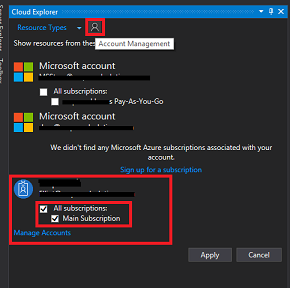 Cloud Explorer
Resource Types
Account Management
Show resources from these
Microsoft account
All subscriptions:
Pay-As-You-Go
Microsoft account
We didn't find any Microsoft Azure subscriptions associated with your
account.
Sign up for a subscription
All subscriptions:
Main Subscription
Manage Accounts
Apply
Cancel